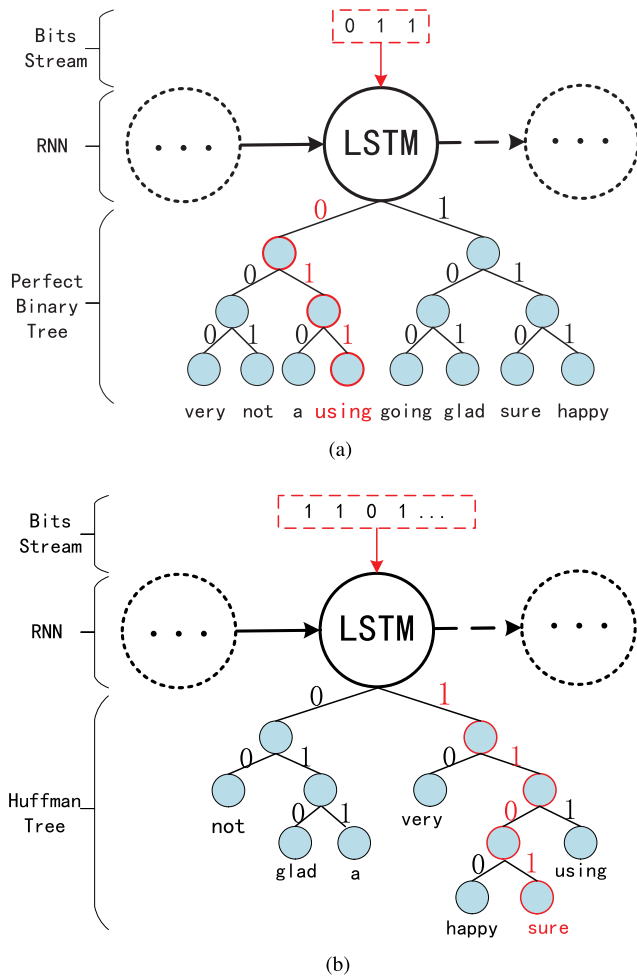 Bits
Stream
0 1 1
RNN
...
LSTM
...
Perfect
Binary
Tree
0 1
0 1 0 1
0 1 0 1 0 1 0 1
very not a using going glad sure happy
(a)
Bits
Stream
1 1 0 1 ...
RNN
...
LSTM
...
Huffman
Tree
0 1
0 1 0 1
not 0 1 very 0 1
glad a 0 1 using
happy sure
(b)